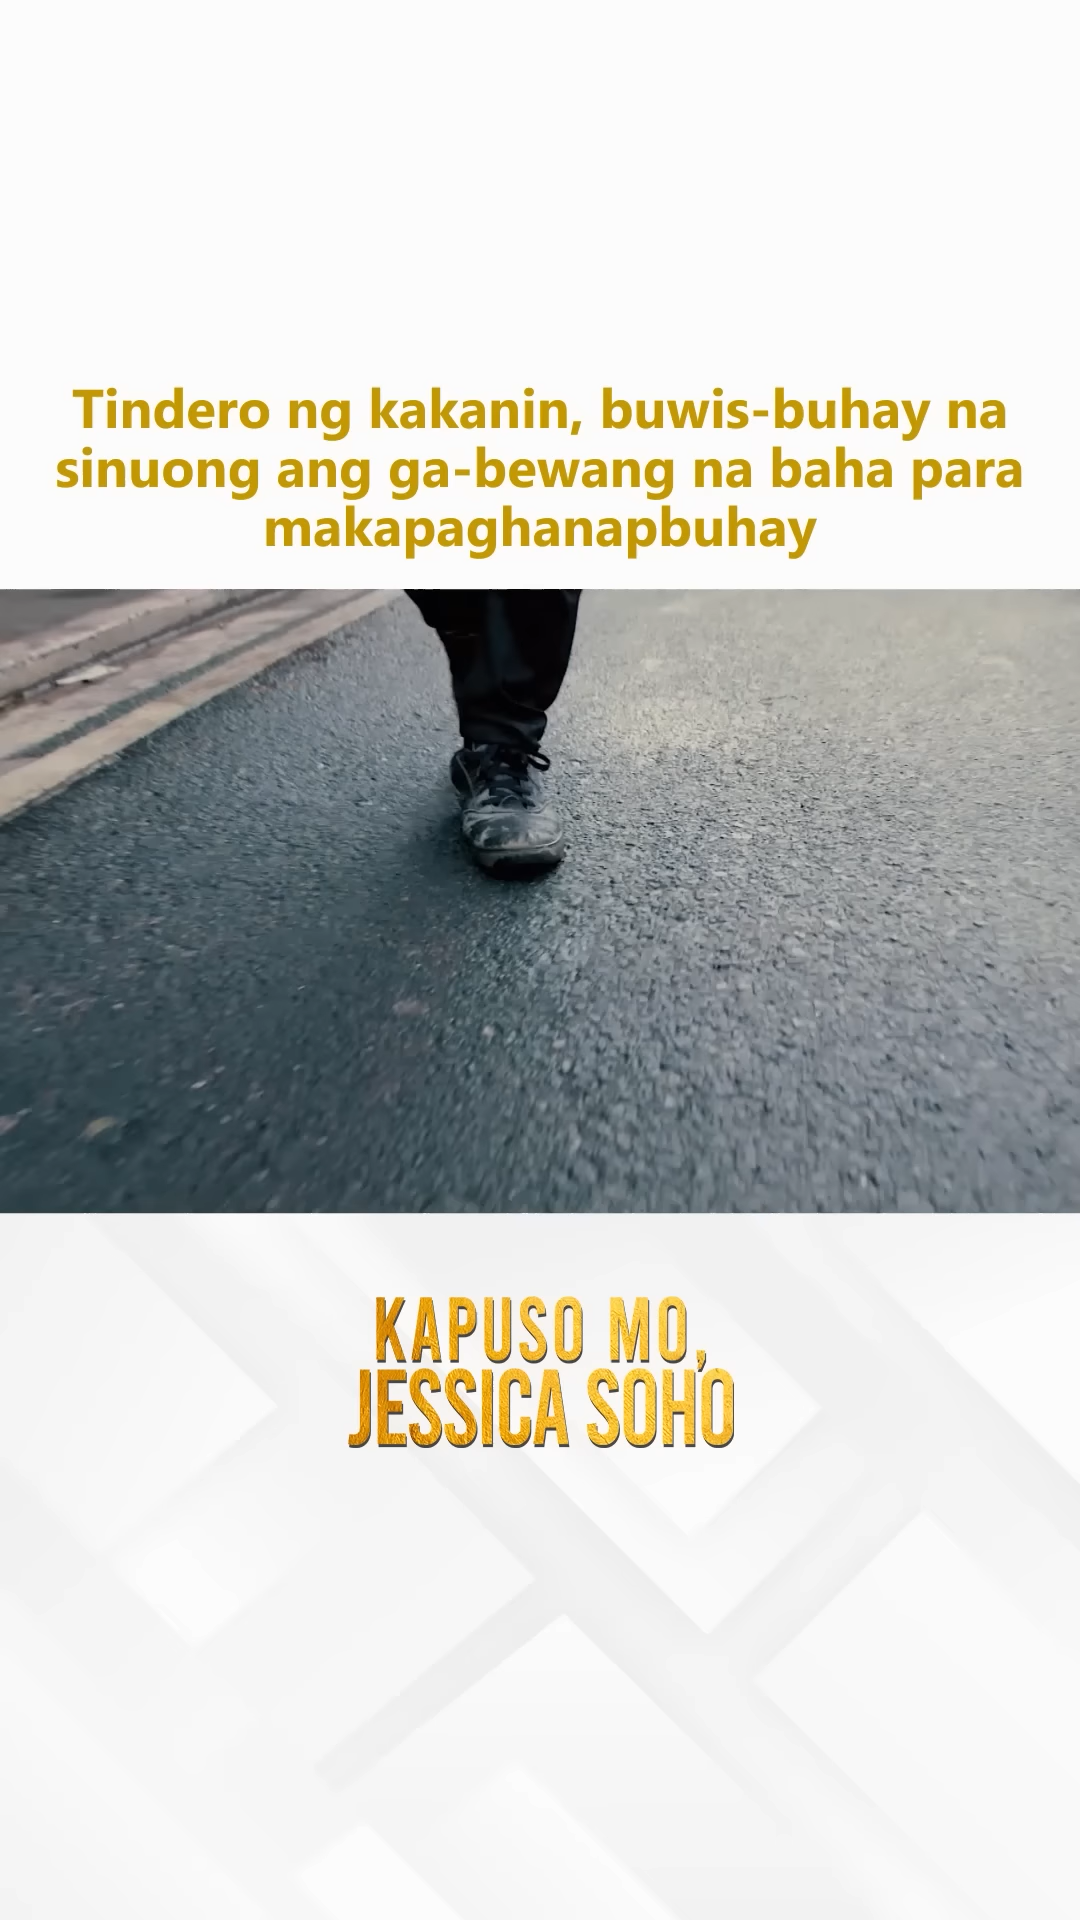 Tindero ng kakanin, buwis-buhay na
sinuong ang ga-bewang na baha para
makapaghanapbuhay
KAPUSO MO,
JESSICA SOHO